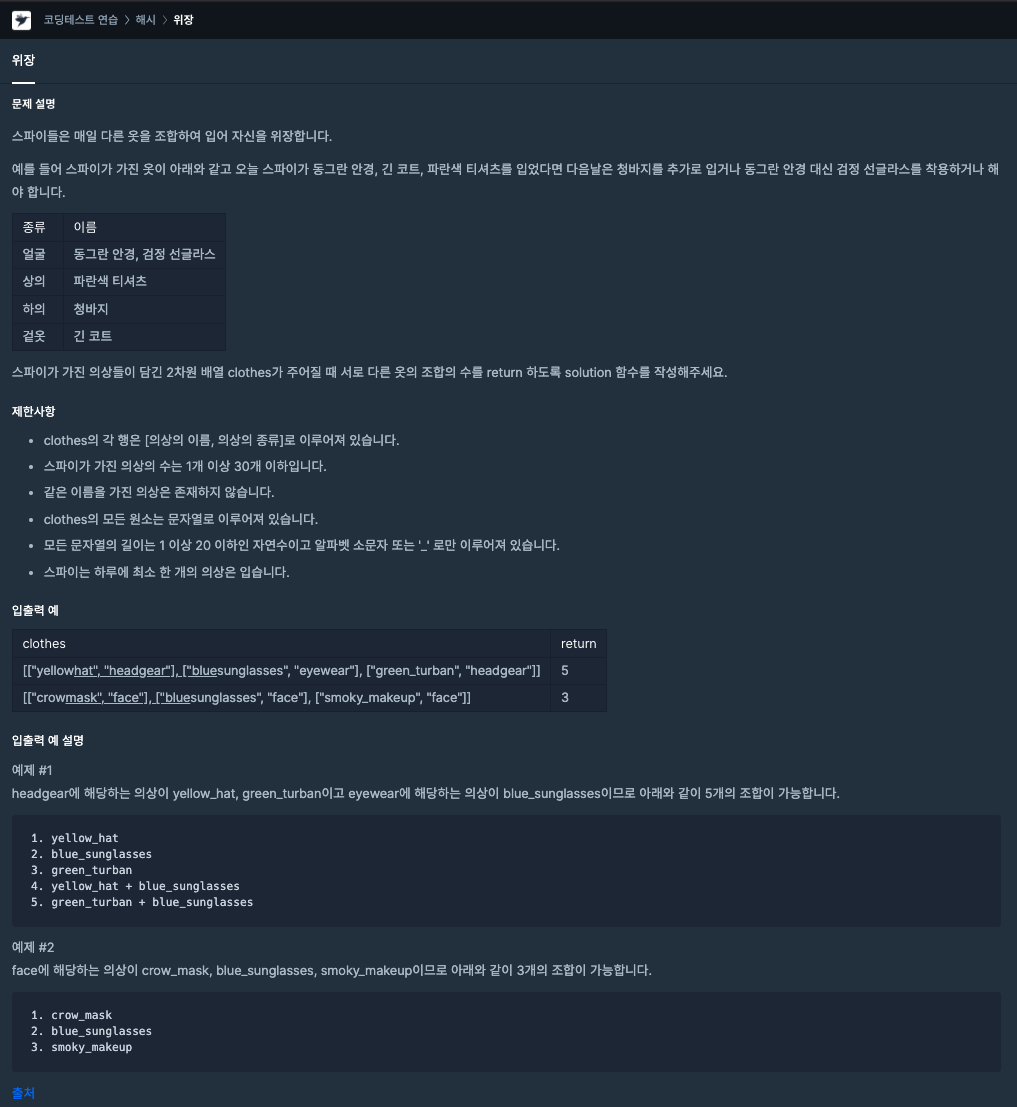 코딩테스트 연습 > 해시 > 위장
위장
문제 설명
스파이들은 매일 다른 옷을 조합하여 입어 자신을 위장합니다.
예를 들어 스파이가 가진 옷이 아래와 같고 오늘 스파이가 동그란 안경, 긴 코트, 파란색 티셔츠를 입었다면 다음날은 청바지를 추가로 입거나 동그란 안경 대신 검정 선글라스를 착용하거나 해
야 합니다.
종류 이름
얼굴 동그란 안경, 검정 선글라스
상의 파란색 티셔츠
하의 청바지
겉옷 긴 코트
스파이가 가진 의상들이 담긴 2차원 배열 clothes가 주어질 때 서로 다른 옷의 조합의 수를 return 하도록 solution 함수를 작성해주세요.
제한사항
• clothes의 각 행은 [의상의 이름, 의상의 종류]로 이루어져 있습니다.
• 스파이가 가진 의상의 수는 1개 이상 30개 이하입니다.
• 같은 이름을 가진 의상은 존재하지 않습니다.
• clothes의 모든 원소는 문자열로 이루어져 있습니다.
• 모든 문자열의 길이는 1 이상 20 이하인 자연수이고 알파벳 소문자 또는 '_' 로만 이루어져 있습니다.
• 스파이는 하루에 최소 한 개의 의상은 입습니다.
입출력 예
clothes return
[["yellowhat", "headgear"], ["bluesunglasses", "eyewear"], ["green_turban", "headgear"]] 5
[["crowmask", "face"], ["bluesunglasses", "face"], ["smoky_makeup", "face"]] 3
입출력 예 설명
예제 #1
headgear에 해당하는 의상이 yellow_hat, green_turban이고 eyewear에 해당하는 의상이 blue_sunglasses이므로 아래와 같이 5개의 조합이 가능합니다.
1. yellow_hat
2. blue_sunglasses
3. green_turban
4. yellow_hat + blue_sunglasses
5. green_turban + blue_sunglasses
예제 #2
face에 해당하는 의상이 crow_mask, blue_sunglasses, smoky_makeup이므로 아래와 같이 3개의 조합이 가능합니다.
1. crow_mask
2. blue_sunglasses
3. smoky_makeup
출처